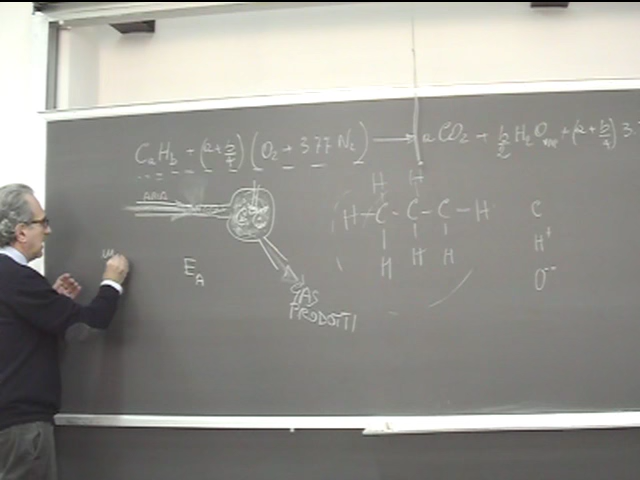 CaHb + (a+b/4) (O2 + 3.77 N2) → a CO2 + b/2 H2O + (a+b/4) 3.7
ARIA
H H
H - C - C - C - H C
H H H
H+
O--
EA
GAS
PRODOTTI